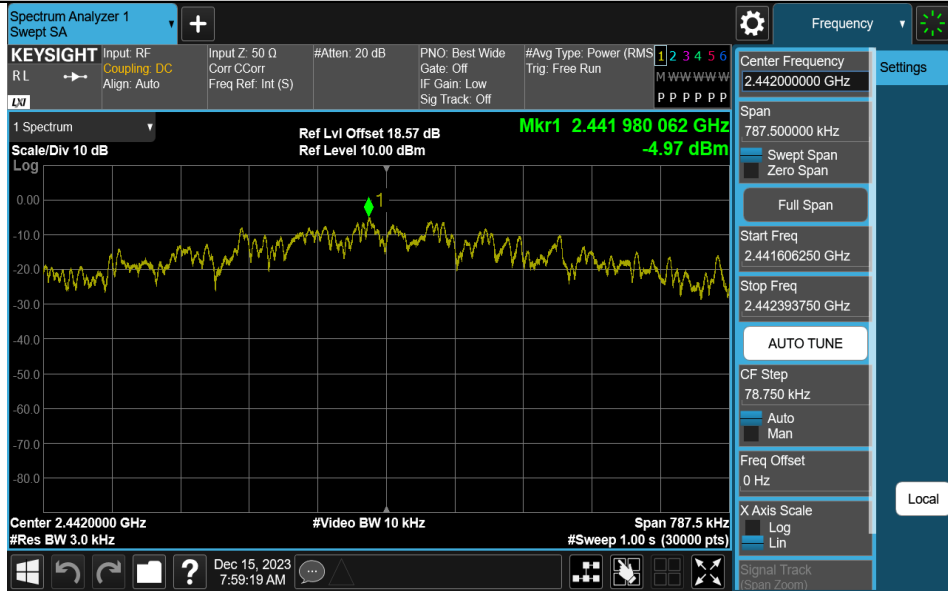 Spectrum Analyzer 1
Swept SA
Frequency
KEYSIGHT
R L
LXI
Input: RF
Coupling: DC
Align: Auto
Input Z: 50 Ω
Corr CCorr
Freq Ref: Int (S)
#Atten: 20 dB
PNO: Best Wide
Gate: Off
IF Gain: Low
Sig Track: Off
#Avg Type: Power (RMS
Trig: Free Run
1 2 3 4 5 6
M W W W W W
P P P P P P
1 Spectrum
Scale/Div 10 dB
Log
Ref Lvl Offset 18.57 dB
Ref Level 10.00 dBm
Mkr1 2.441 980 062 GHz
-4.97 dBm
1
0.00
-10.0
-20.0
-30.0
-40.0
-50.0
-60.0
-70.0
-80.0
Center 2.4420000 GHz
#Res BW 3.0 kHz
#Video BW 10 kHz
Span 787.5 kHz
#Sweep 1.00 s (30000 pts)
Dec 15, 2023
7:59:19 AM
?
Center Frequency
2.442000000 GHz
Span
787.500000 kHz
Swept Span
Zero Span
Full Span
Start Freq
2.441606250 GHz
Stop Freq
2.442393750 GHz
AUTO TUNE
CF Step
78.750 kHz
Auto
Man
Freq Offset
0 Hz
X Axis Scale
Log
Lin
Signal Track
(Span Zoom)
Settings
Local